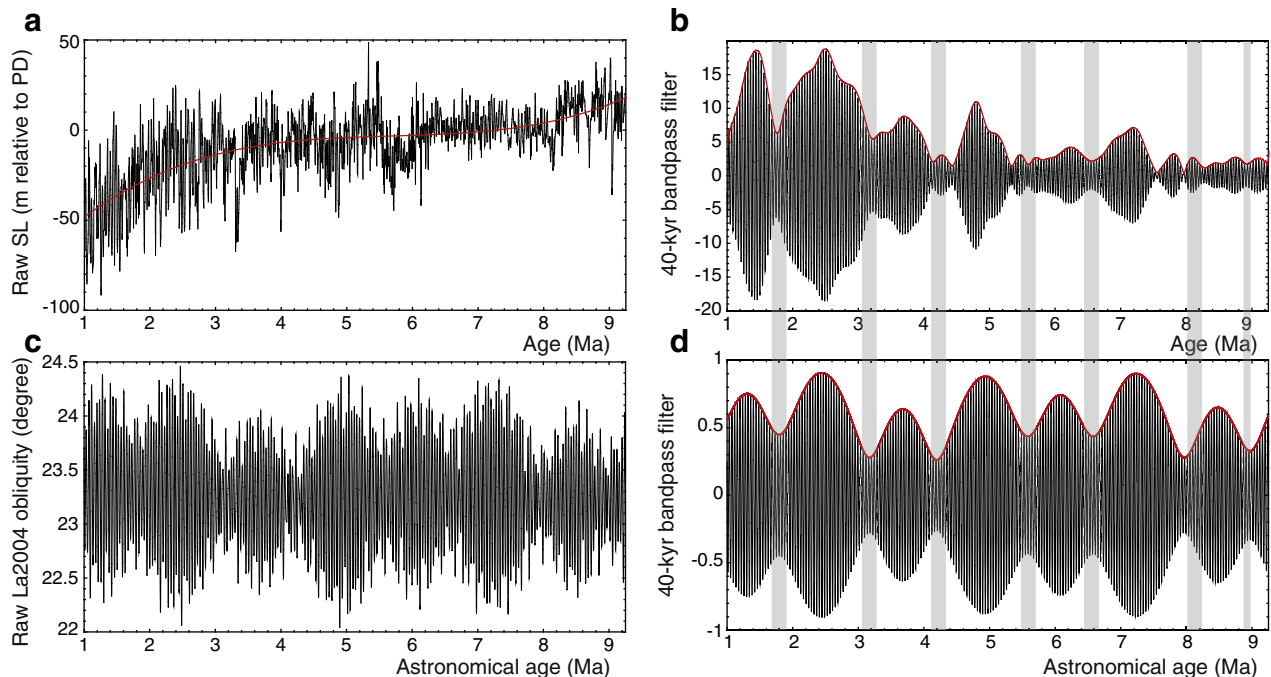 a
Raw SL (m relative to PD)
50
0
-50
-100
1 2 3 4 5 6 7 8 9
Age (Ma)
b
40-kyr bandpass filter
15
10
5
0
-5
-10
-15
-20
1 2 3 4 5 6 7 8 9
Age (Ma)
c
Raw La2004 obliquity (degree)
24.5
24
23.5
23
22.5
22
1 2 3 4 5 6 7 8 9
Astronomical age (Ma)
d
40-kyr bandpass filter
1
0.5
0
-0.5
-1
1 2 3 4 5 6 7 8 9
Astronomical age (Ma)